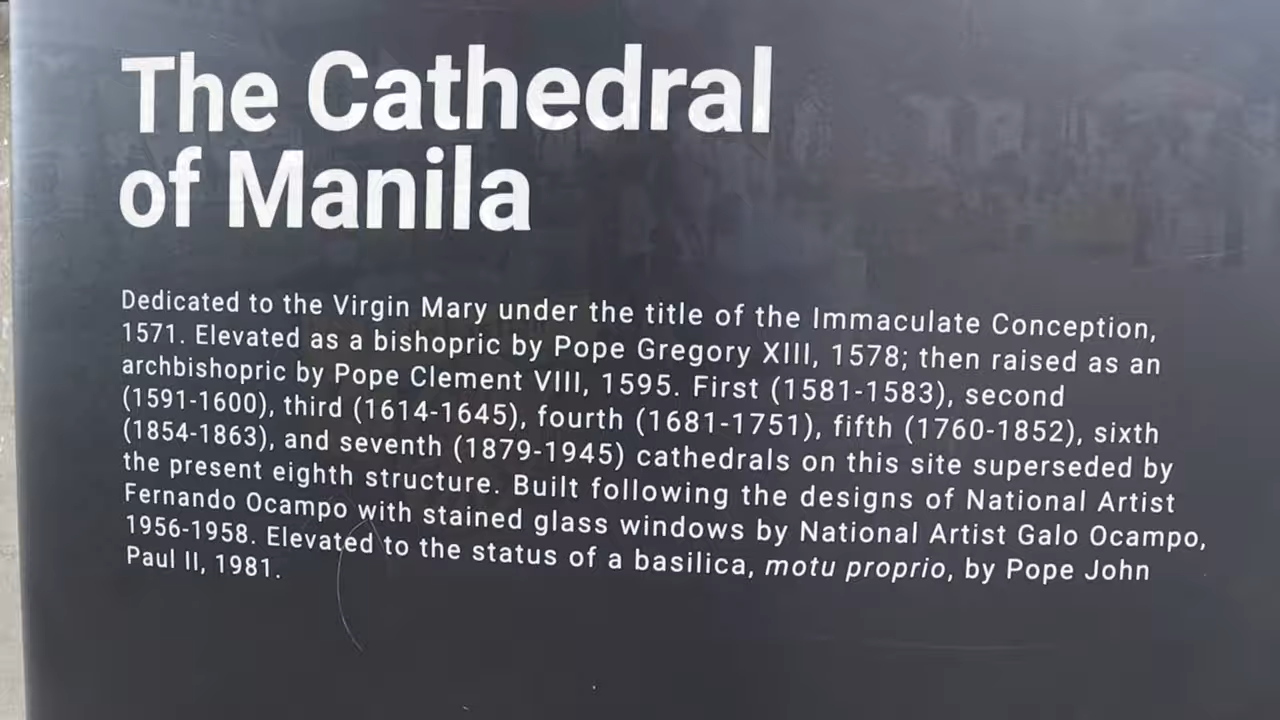 The Cathedral
of Manila
Dedicated to the Virgin Mary under the title of the Immaculate Conception,
1571. Elevated as a bishopric by Pope Gregory XIII, 1578; then raised as an
archbishopric by Pope Clement VIII, 1595. First (1581-1583), second
(1591-1600), third (1614-1645), fourth (1681-1751), fifth (1760-1852), sixth
(1854-1863), and seventh (1879-1945) cathedrals on this site superseded by
the present eighth structure. Built following the designs of National Artist
Fernando Ocampo with stained glass windows by National Artist Galo Ocampo,
1956-1958. Elevated to the status of a basilica, motu proprio, by Pope John
Paul II, 1981.